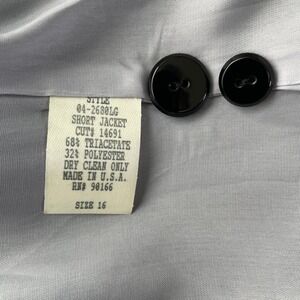 STYLE
04-2680LG
SHORT JACKET
CUT# 14691
68% TRIACETATE
32% POLYESTER
DRY CLEAN ONLY
MADE IN U.S.A.
RN# 90166
SIZE 16